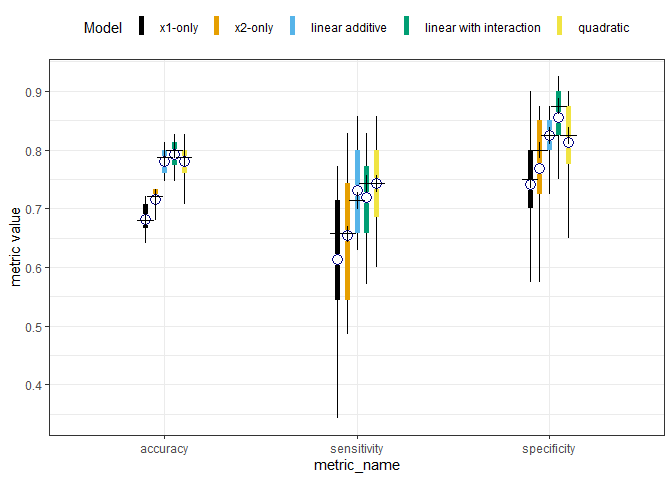 Model x1-only x2-only linear additive linear with interaction quadratic
0.9
0.8
0.7
0.6
0.5
0.4
metric value
accuracy sensitivity specificity
metric_name